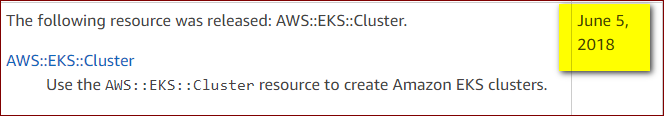 The following resource was released: AWS::EKS::Cluster.
June 5,
2018
AWS::EKS::Cluster
Use the AWS::EKS::Cluster resource to create Amazon EKS clusters.